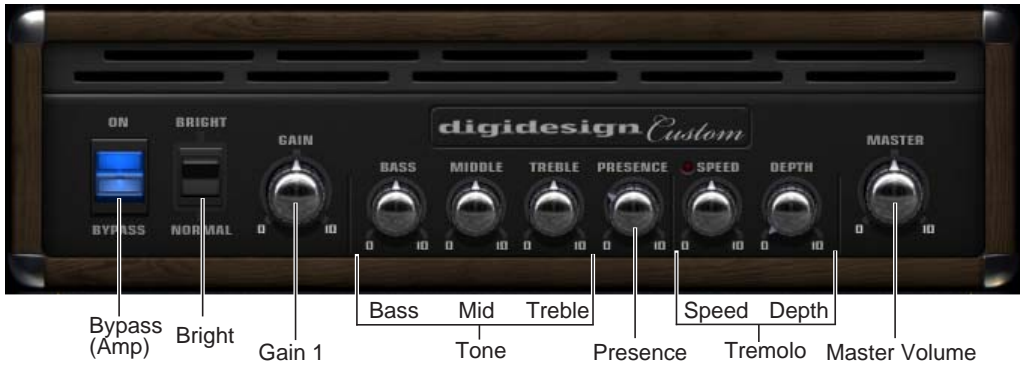 ON
BRIGHT
GAIN
digidesign Custom
MASTER
BASS
MIDDLE
TREBLE
PRESENCE
SPEED
DEPTH
BYPASS
NORMAL
0 10
0 10
0 10
0 10
0 10
0 10
0 10
0 10
Bass Mid Treble
Speed Depth
Bypass
(Amp)
Bright
Gain 1
Tone
Presence
Tremolo
Master Volume